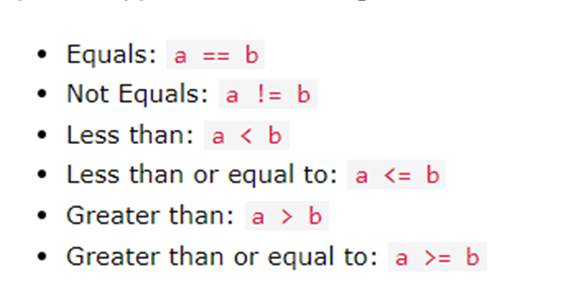 • Equals: a == b
• Not Equals: a != b
• Less than: a < b
• Less than or equal to: a <= b
• Greater than: a > b
• Greater than or equal to: a >= b